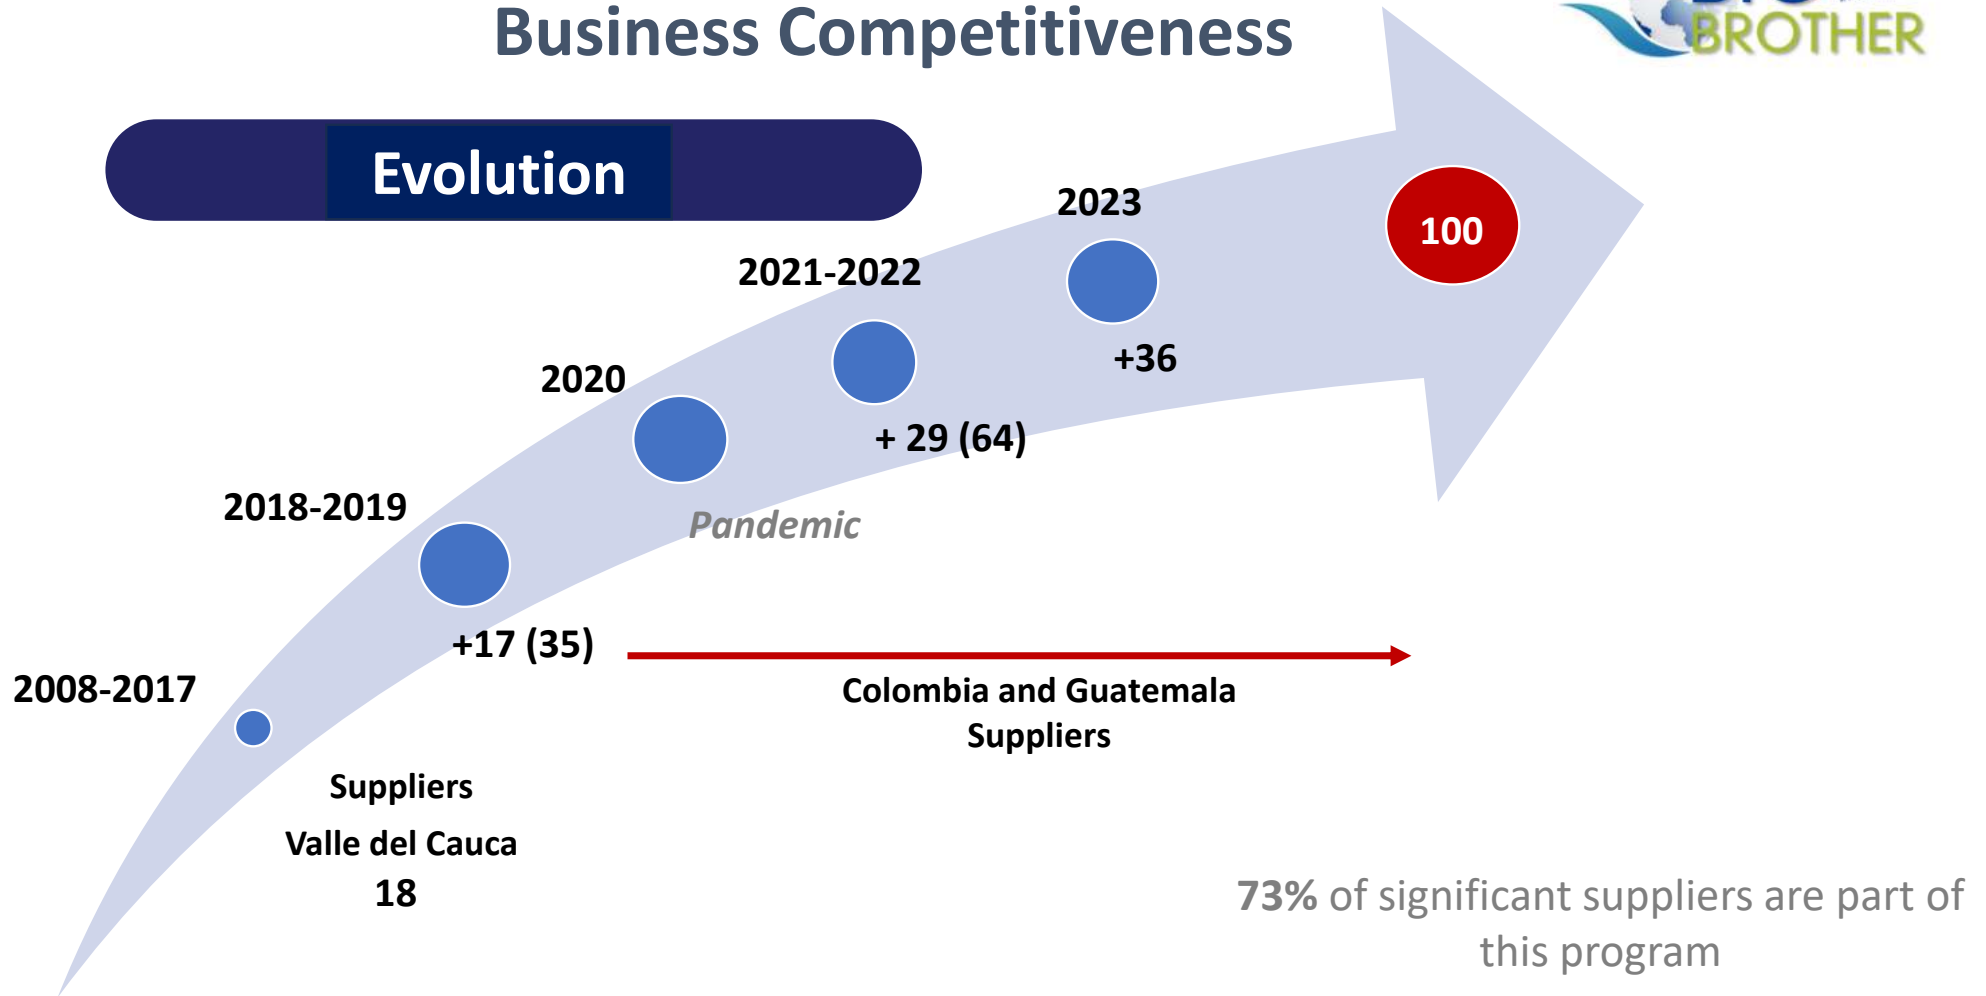 Business Competitiveness
BROTHER
Evolution
2023
100
2021-2022
+36
2020
+ 29 (64)
2018-2019
Pandemic
+17 (35)
2008-2017
Colombia and Guatemala
Suppliers
Suppliers
Valle del Cauca
18
73% of significant suppliers are part of
this program